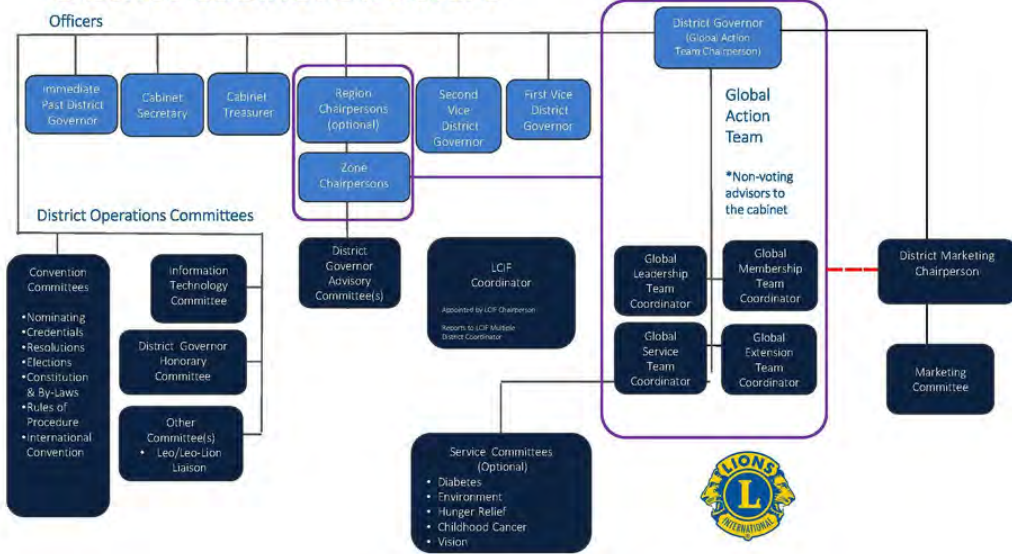 Officers
District Governor
(Global Action
Team Chairperson)
Immediate
Past District
Governor
Cabinet
Secretary
Cabinet
Treasurer
Region
Chairpersons
(optional)
Second
Vice
District
Governor
First Vice
District
Governor
Zone
Chairpersons
Global
Action
Team
*Non-voting
advisors to
the cabinet
District Operations Committees
Convention
Committees
•Nominating
•Credentials
•Resolutions
•Elections
•Constitution
& By-Laws
•Rules of
Procedure
•International
Convention
Information
Technology
Committee
District Governor
Honorary
Committee
Other
Committee(s)
• Leo/Leo-Lion
Liaison
District
Governor
Advisory
Committee(s)
LCIF
Coordinator
Appointed by LCIF Chairperson
Reports to LCIF Multiple
District Coordinator
Global
Leadership
Team
Coordinator
Global
Membership
Team
Coordinator
Global
Service
Team
Coordinator
Global
Extension
Team
Coordinator
District Marketing
Chairperson
Marketing
Committee
Service Committees
(Optional)
• Diabetes
• Environment
• Hunger Relief
• Childhood Cancer
• Vision
LIONS
L
INTERNATIONAL